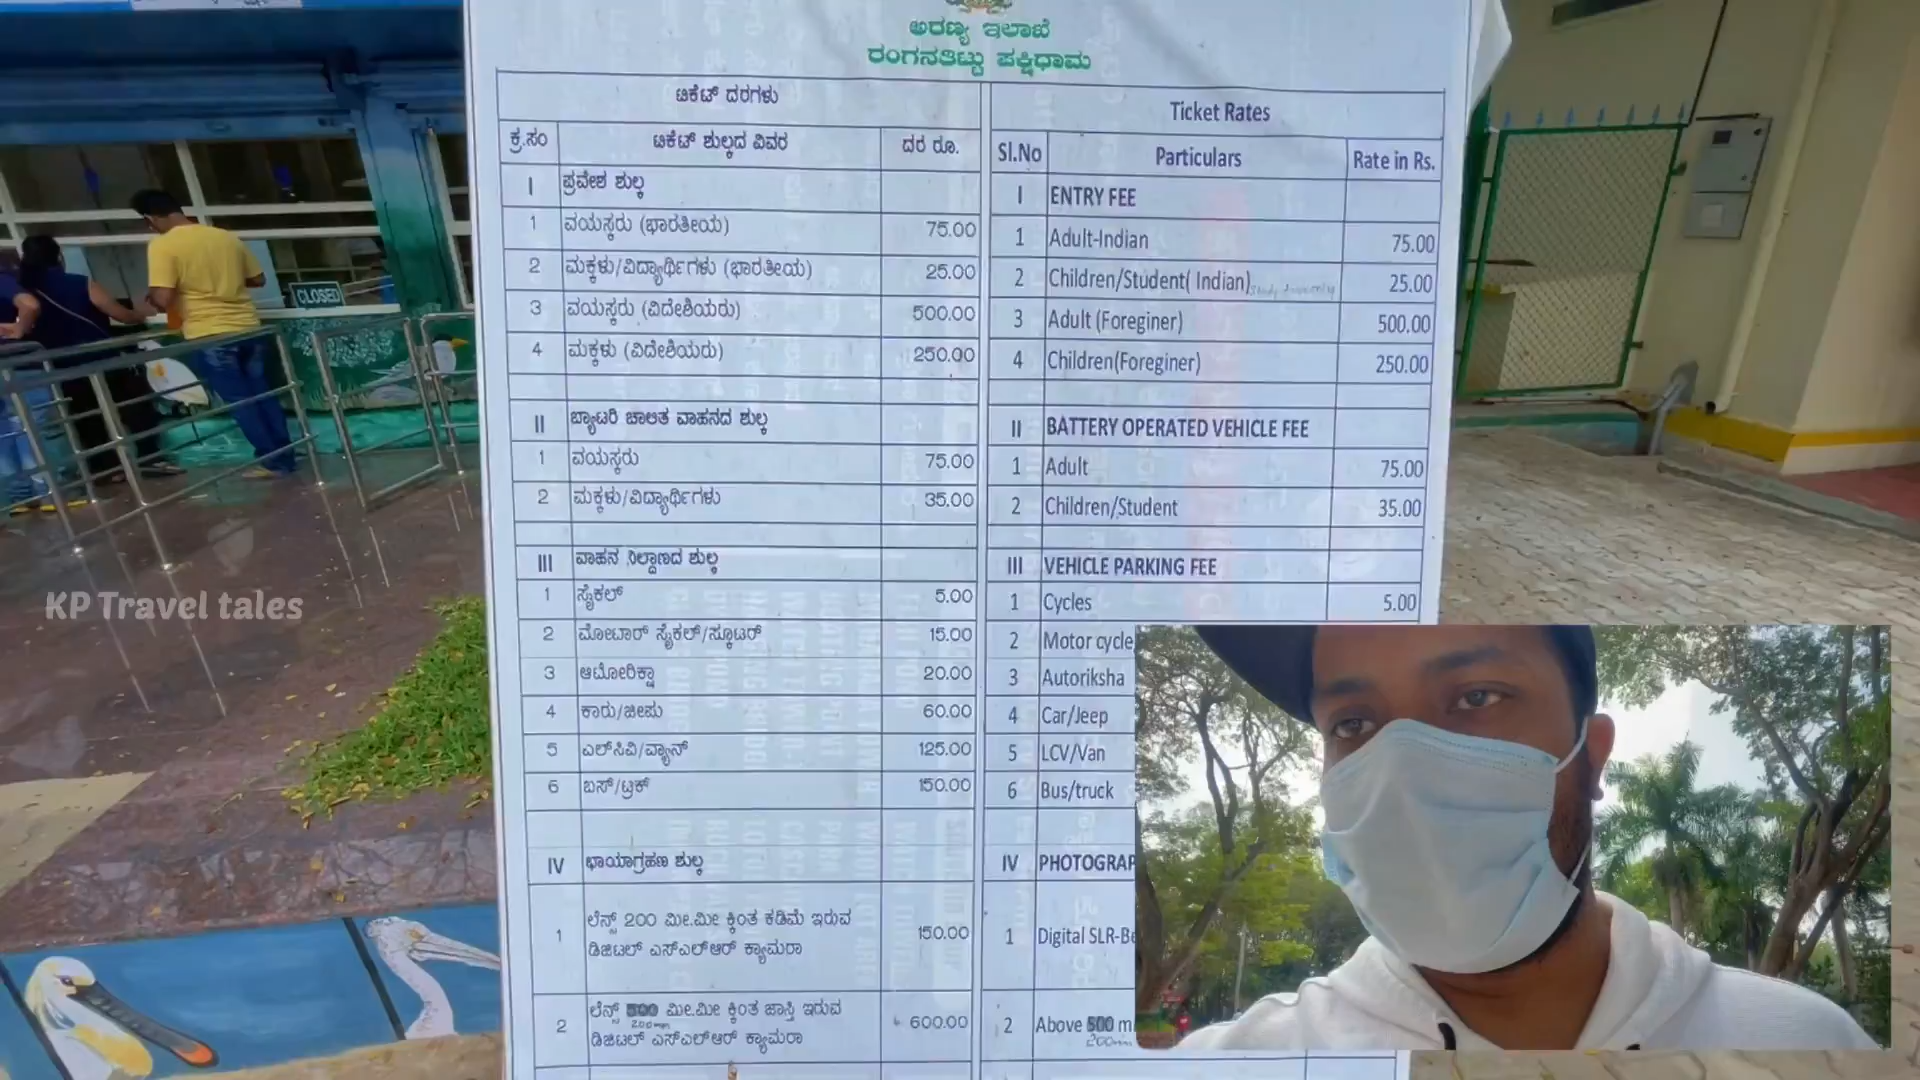 ಅರಣ್ಯ ಇಲಾಖೆ
ರಂಗನತಿಟ್ಟು ಪಕ್ಷಿಧಾಮ
ಟಿಕೆಟ್ ದರಗಳು
ಕ್ರ.ಸಂ ಟಿಕೆಟ್ ಶುಲ್ಕದ ವಿವರ ದರ ರೂ.
I ಪ್ರವೇಶ ಶುಲ್ಕ
1 ವಯಸ್ಕರು (ಭಾರತೀಯ) 75.00
2 ಮಕ್ಕಳು/ವಿದ್ಯಾರ್ಥಿಗಳು (ಭಾರತೀಯ) 25.00
3 ವಯಸ್ಕರು (ವಿದೇಶಿಯರು) 500.00
4 ಮಕ್ಕಳು (ವಿದೇಶಿಯರು) 250.00
II ಬ್ಯಾಟರಿ ಚಾಲಿತ ವಾಹನದ ಶುಲ್ಕ
1 ವಯಸ್ಕರು 75.00
2 ಮಕ್ಕಳು/ವಿದ್ಯಾರ್ಥಿಗಳು 35.00
III ವಾಹನ ನಿಲ್ದಾಣದ ಶುಲ್ಕ
1 ಸೈಕಲ್ 5.00
2 ಮೋಟಾರ್ ಸೈಕಲ್/ಸ್ಕೂಟರ್ 15.00
3 ಆಟೋರಿಕ್ಷಾ 20.00
4 ಕಾರು/ಜೀಪು 60.00
5 ಎಲ್‌ಸಿವಿ/ವ್ಯಾನ್ 125.00
6 ಬಸ್/ಟ್ರಕ್ 150.00
IV ಛಾಯಾಗ್ರಹಣ ಶುಲ್ಕ
1 ಲೆನ್ಸ್ 200 ಮೀ.ಮೀ ಕ್ಕಿಂತ ಕಡಿಮೆ ಇರುವ
ಡಿಜಿಟಲ್ ಎಸ್‌ಎಲ್‌ಆರ್ ಕ್ಯಾಮರಾ 150.00
2 ಲೆನ್ಸ್ 500 ಮೀ.ಮೀ ಕ್ಕಿಂತ ಜಾಸ್ತಿ ಇರುವ
200mm
ಡಿಜಿಟಲ್ ಎಸ್‌ಎಲ್‌ಆರ್ ಕ್ಯಾಮರಾ 600.00
Ticket Rates
Sl.No Particulars Rate in Rs.
I ENTRY FEE
1 Adult-Indian 75.00
2 Children/Student( Indian) 25.00
3 Adult (Foreginer) 500.00
4 Children(Foreginer) 250.00
II BATTERY OPERATED VEHICLE FEE
1 Adult 75.00
2 Children/Student 35.00
III VEHICLE PARKING FEE
1 Cycles 5.00
2 Motor cycle
3 Autoriksha
4 Car/Jeep
5 LCV/Van
6 Bus/truck
IV PHOTOGRAP
1 Digital SLR-Be
2 Above 500 m
200mm
CLOSED
KP Travel tales